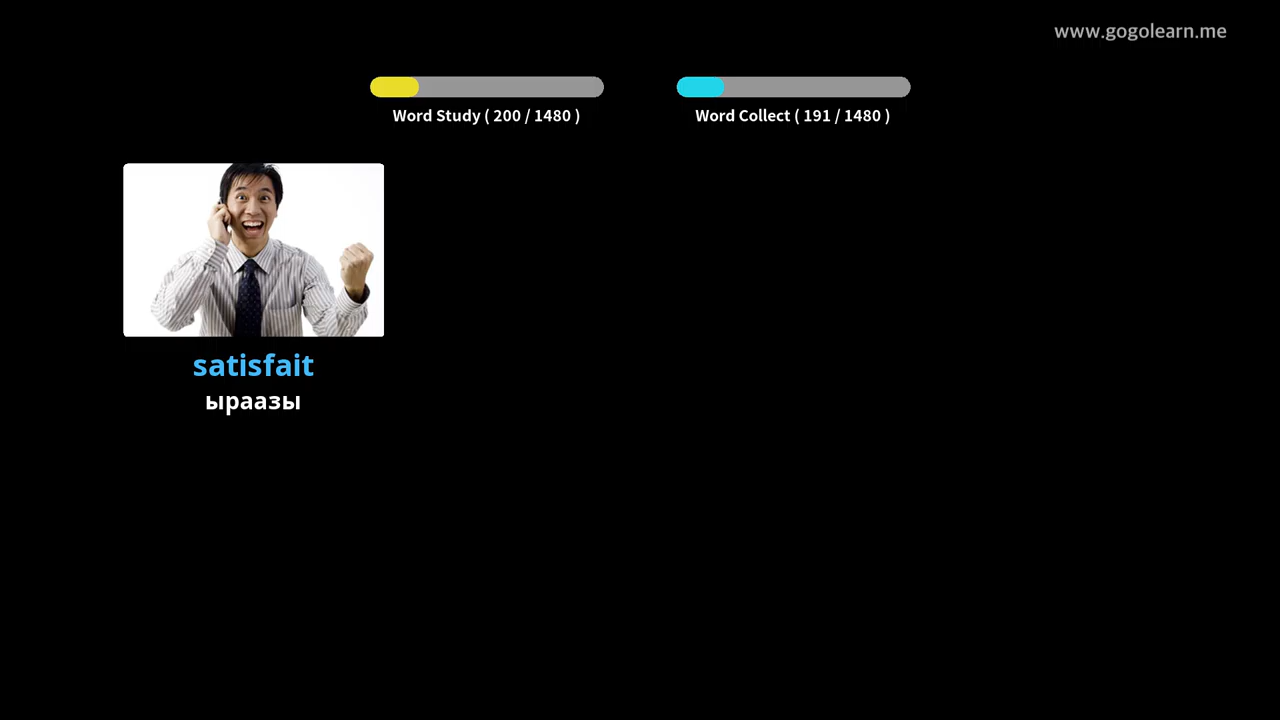 www.gogolearn.me
Word Study ( 200 / 1480 )
Word Collect ( 191 / 1480 )
satisfait
ыраазы